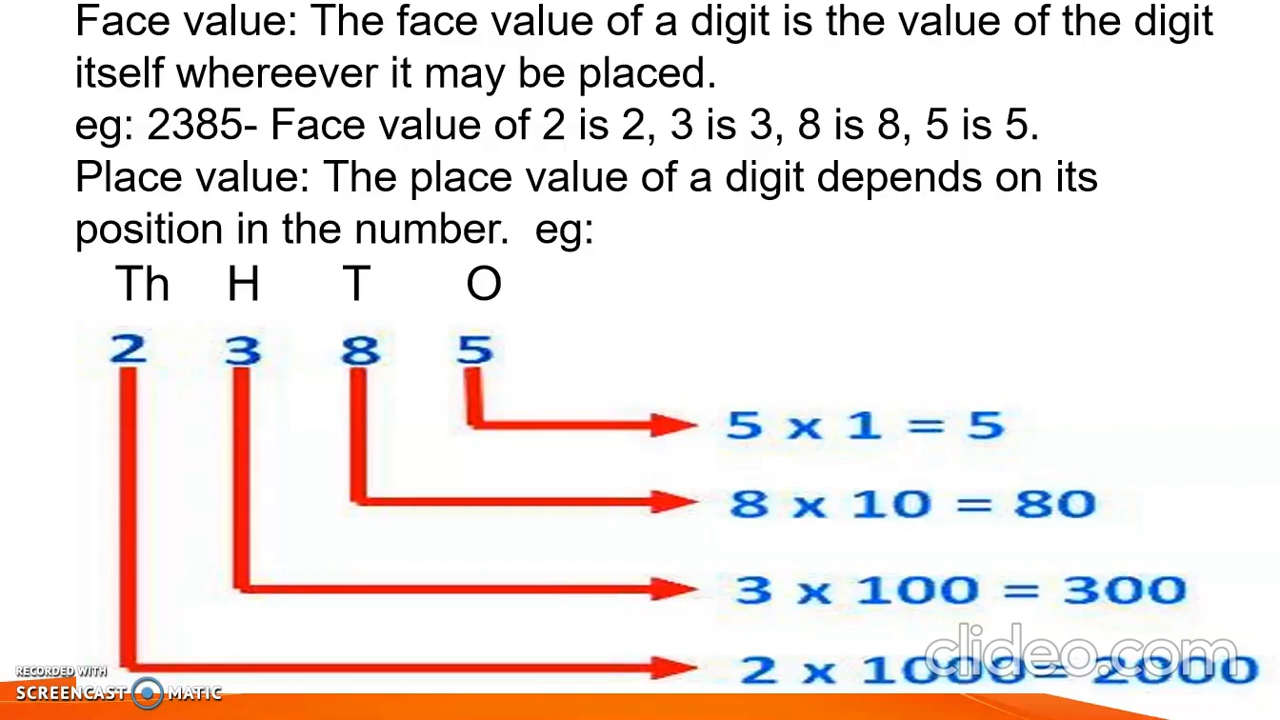 Face value: The face value of a digit is the value of the digit
itself whereever it may be placed.
eg: 2385- Face value of 2 is 2, 3 is 3, 8 is 8, 5 is 5.
Place value: The place value of a digit depends on its
position in the number.  eg:
Th H T O
2 3 8 5
5 x 1 = 5
8 x 10 = 80
3 x 100 = 300
clideo.com
2 x 1000= 2000
RECORDED WITH
SCREENCAST MATIC